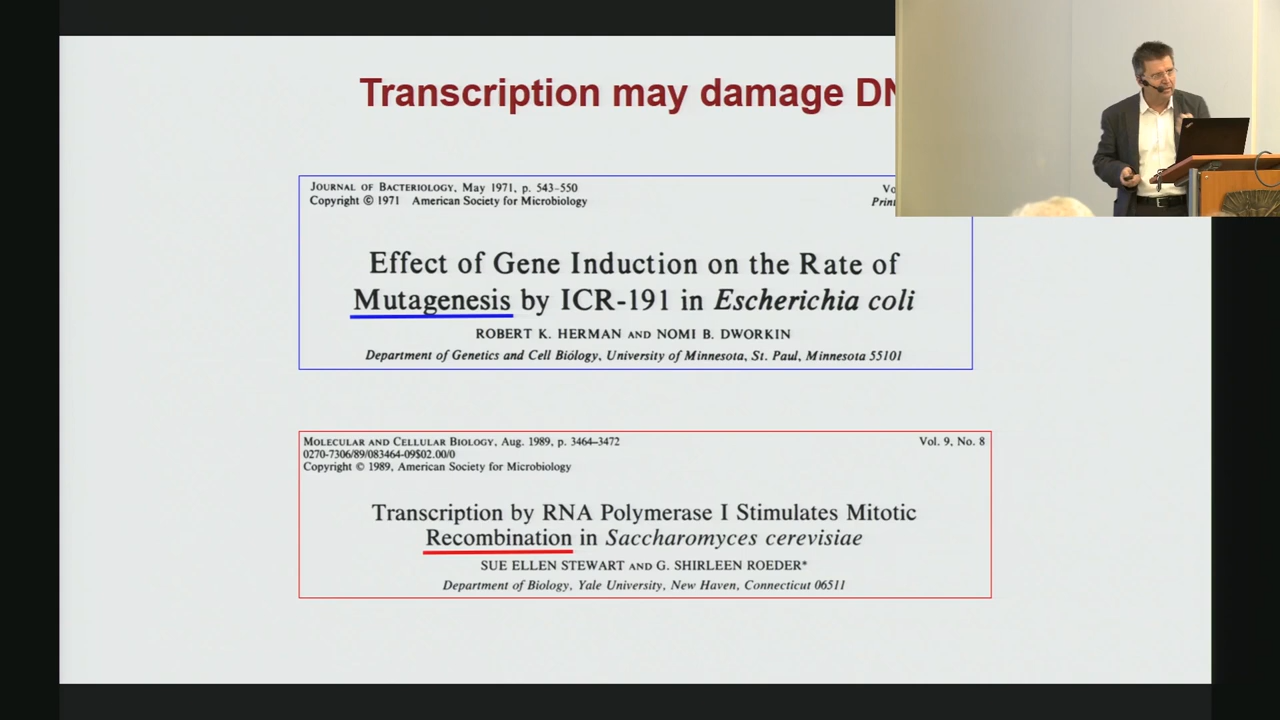 Transcription may damage
JOURNAL OF BACTERIOLOGY, May 1971, p. 543-550
Copyright © 1971 American Society for Microbiology
Effect of Gene Induction on the Rate of
Mutagenesis by ICR-191 in Escherichia coli
ROBERT K. HERMAN AND NOMI B. DWORKIN
Department of Genetics and Cell Biology, University of Minnesota, St. Paul, Minnesota 55101
MOLECULAR AND CELLULAR BIOLOGY, Aug. 1989, p. 3464-3472 Vol. 9, No. 8
0270-7306/89/083464-09$02.00/0
Copyright © 1989, American Society for Microbiology
Transcription by RNA Polymerase I Stimulates Mitotic
Recombination in Saccharomyces cerevisiae
SUE ELLEN STEWART AND G. SHIRLEEN ROEDER*
Department of Biology, Yale University, New Haven, Connecticut 06511